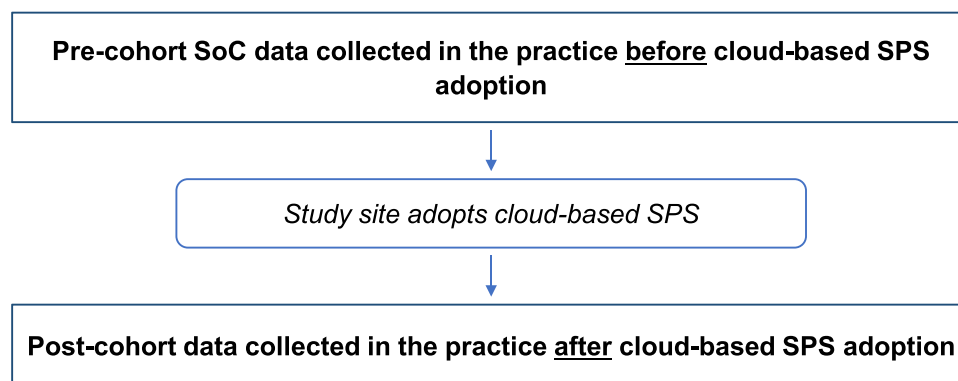 Pre-cohort SoC data collected in the practice before cloud-based SPS
adoption
Study site adopts cloud-based SPS
Post-cohort data collected in the practice after cloud-based SPS adoption